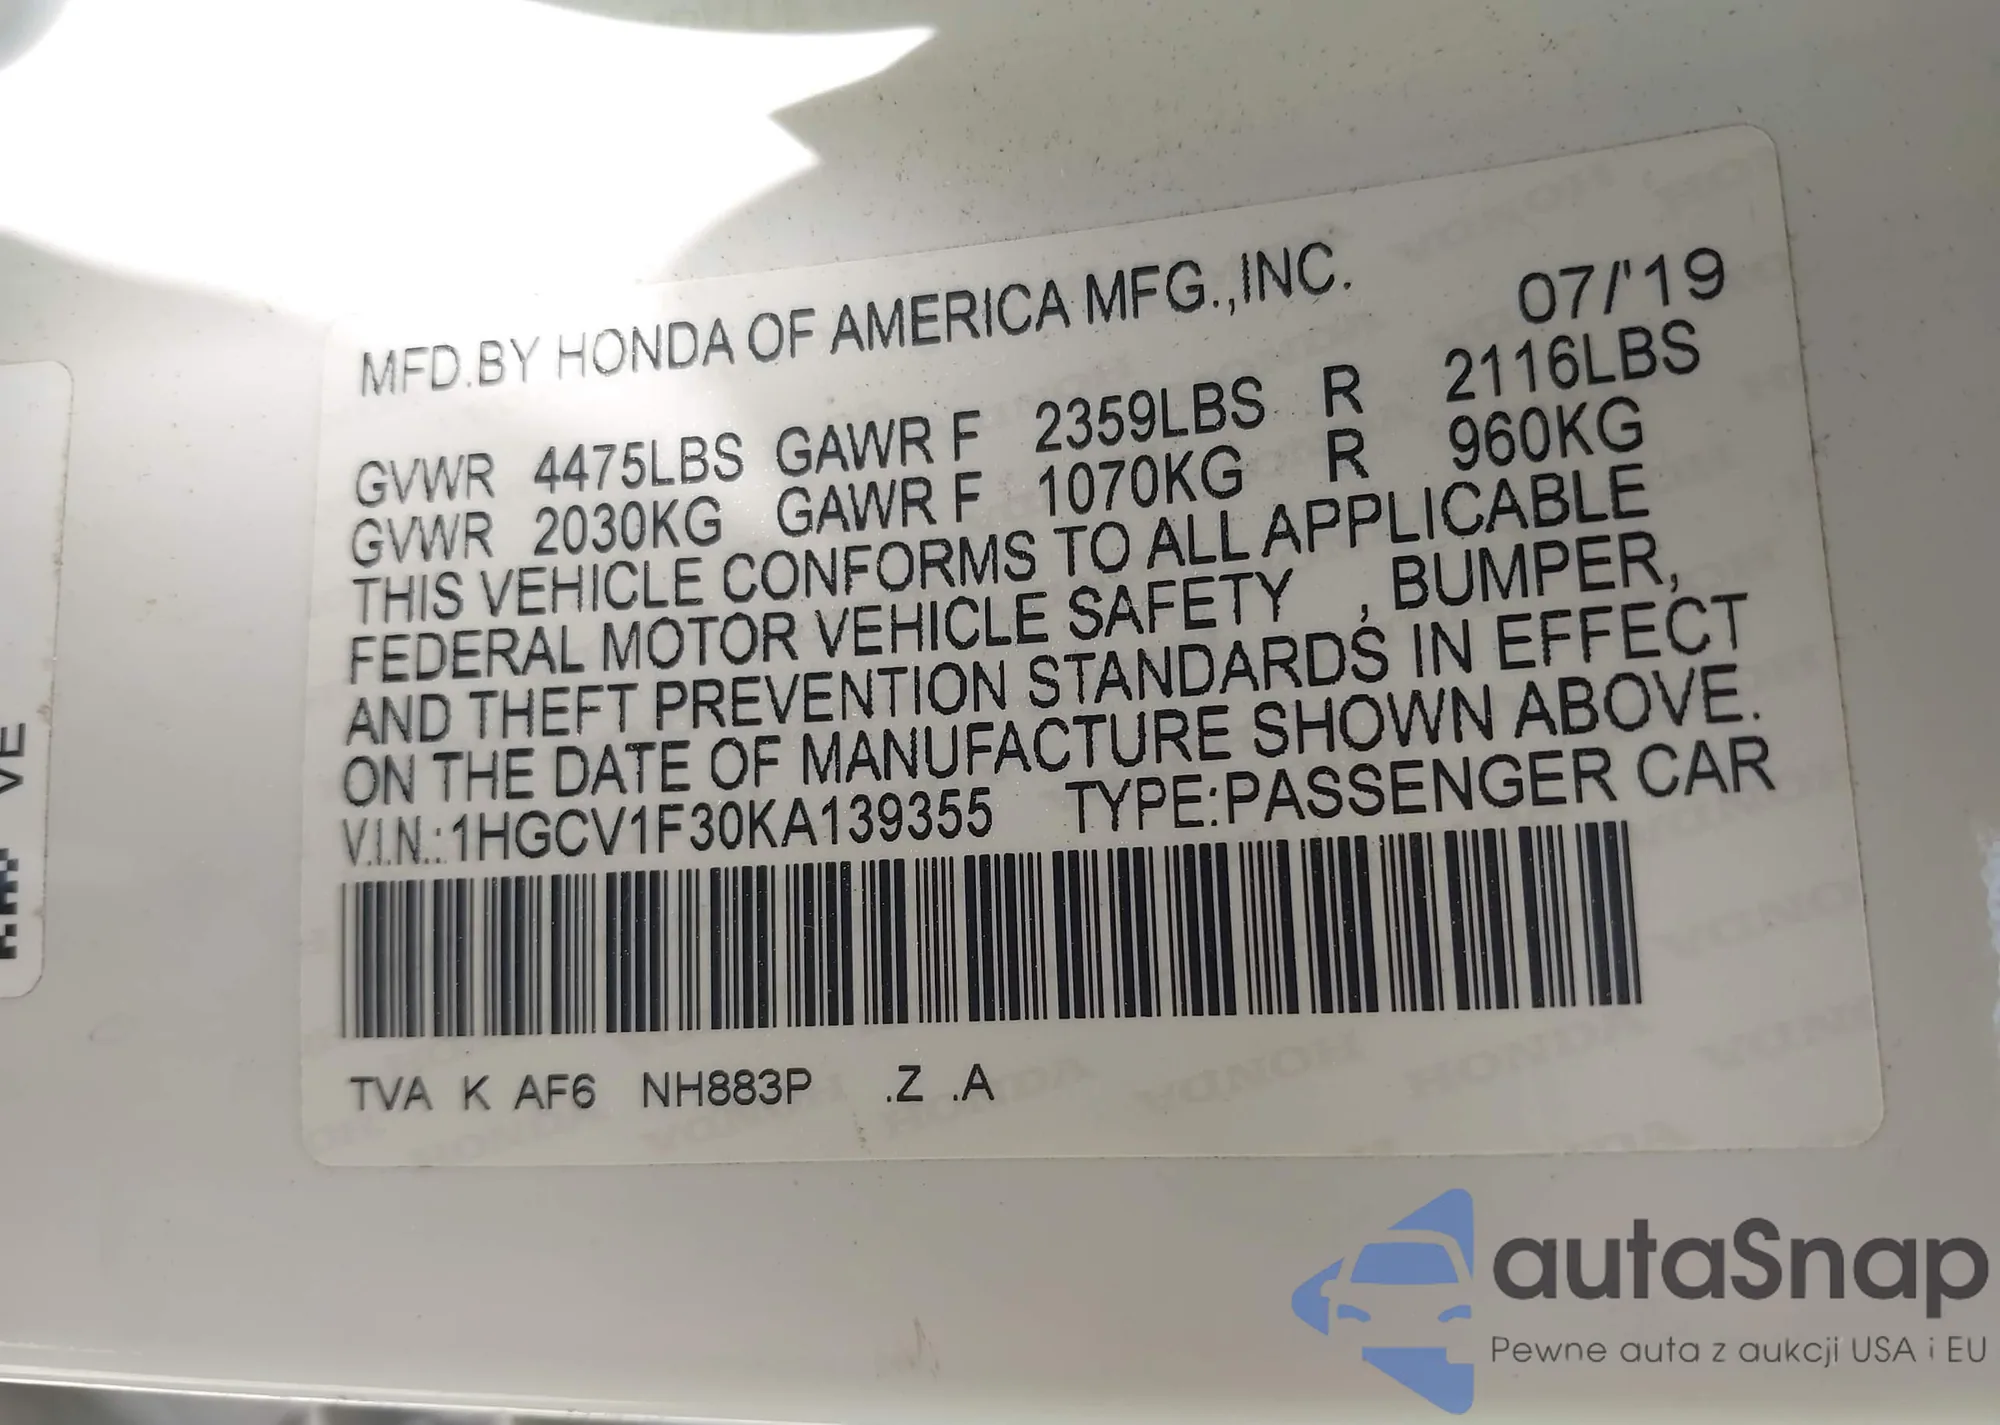 MFD.BY HONDA OF AMERICA MFG.,INC. 07/'19
GVWR 4475LBS GAWR F 2359LBS R 2116LBS
GVWR 2030KG GAWR F 1070KG R 960KG
THIS VEHICLE CONFORMS TO ALL APPLICABLE
FEDERAL MOTOR VEHICLE SAFETY , BUMPER,
AND THEFT PREVENTION STANDARDS IN EFFECT
ON THE DATE OF MANUFACTURE SHOWN ABOVE.
V.I.N.:1HGCV1F30KA139355 TYPE:PASSENGER CAR
TVA K AF6 NH883P .Z .A
VE
autaSnap
Pewne auta z aukcji USA i EU